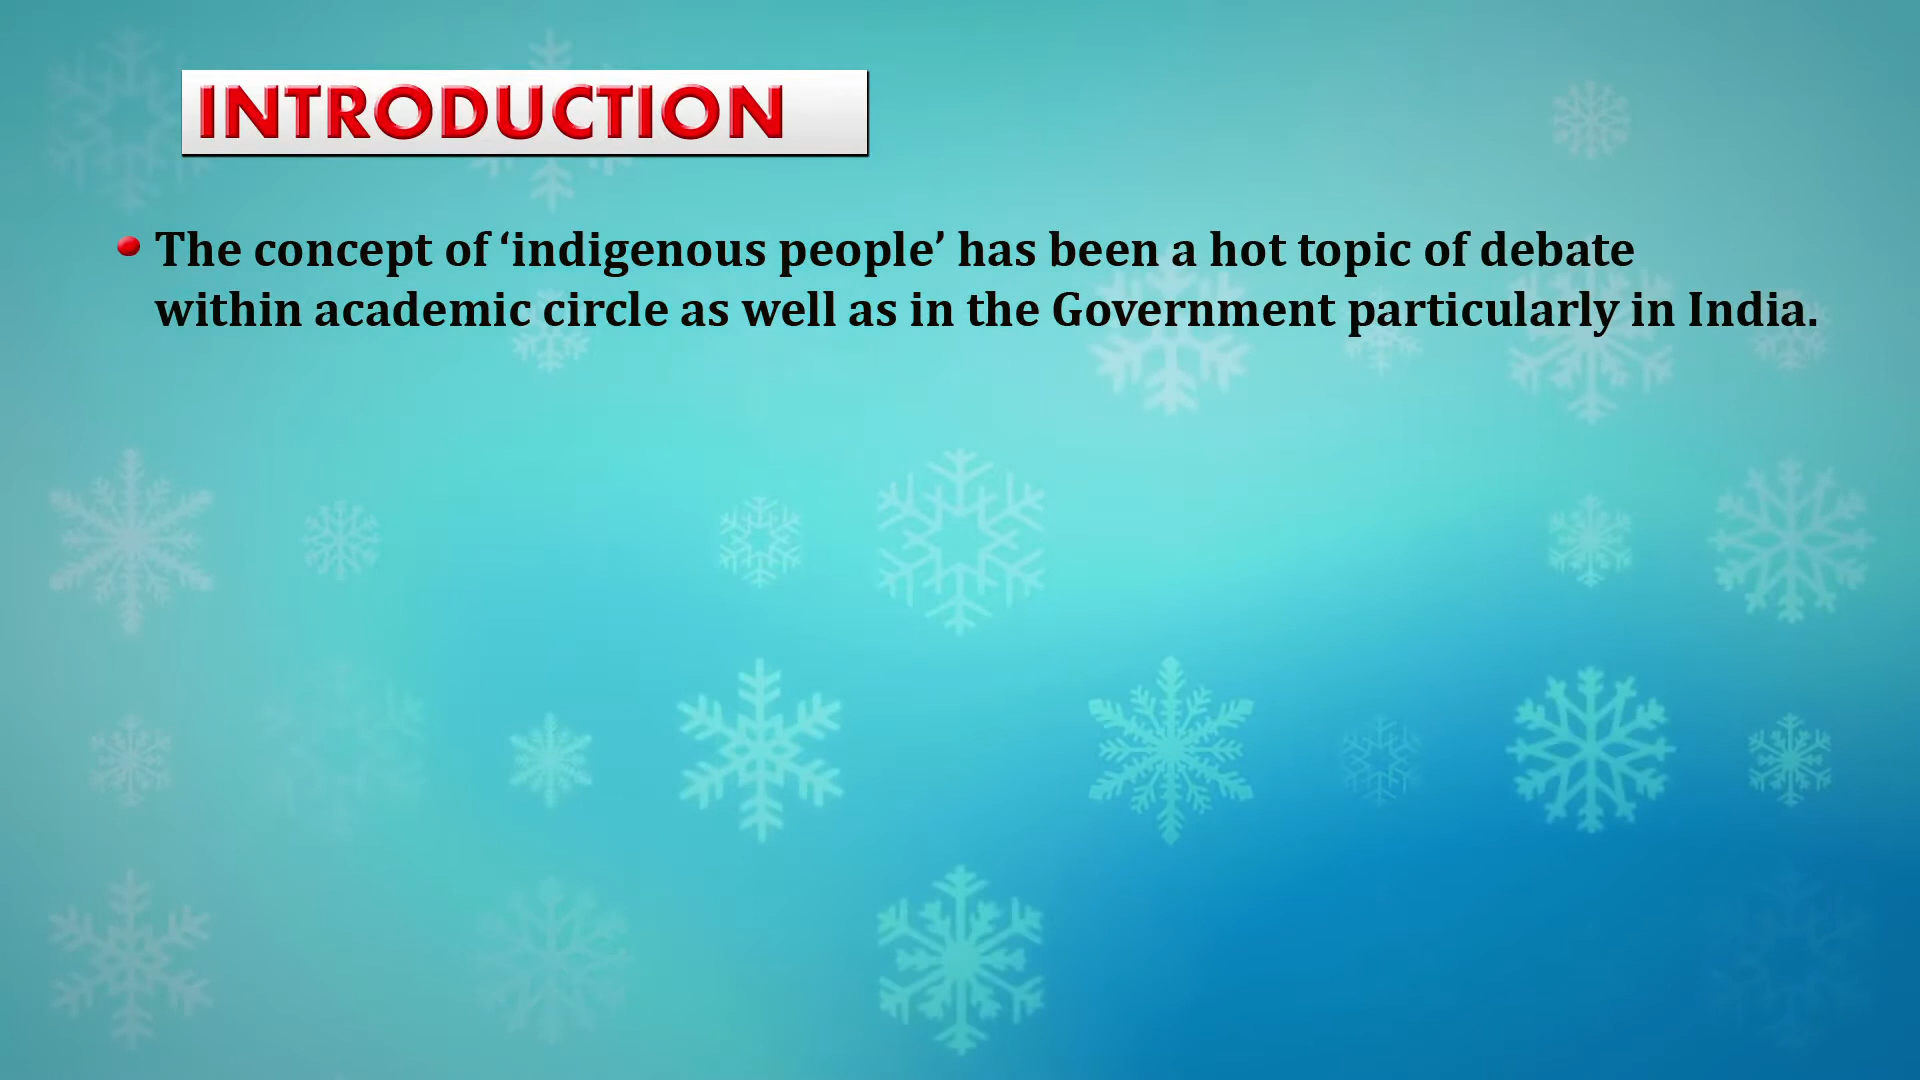 INTRODUCTION
The concept of ‘indigenous people’ has been a hot topic of debate
within academic circle as well as in the Government particularly in India.